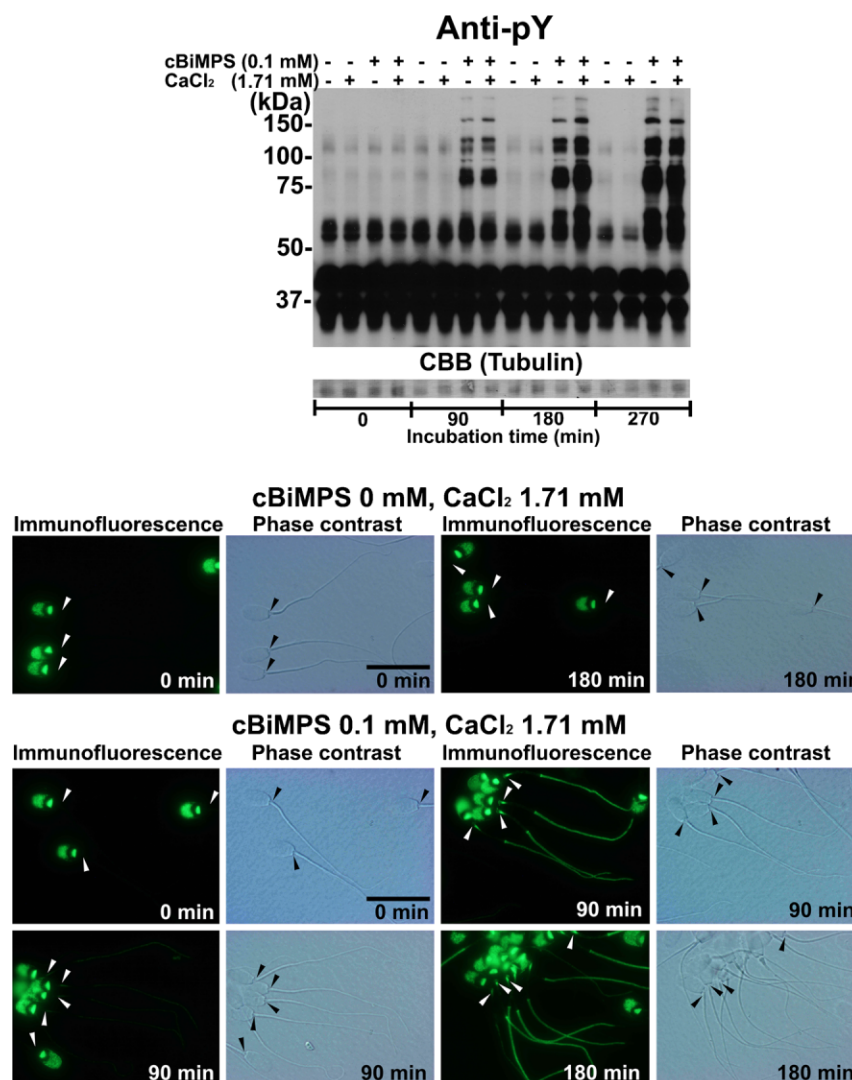 Anti-pY
cBiMPS (0.1 mM) - - + + - - + + - - + + - - + +
CaCl₂ (1.71 mM) - + - + - + - + - + - + - + - +
(kDa)
150-
100-
75-
50-
37-
CBB (Tubulin)
0 90 180 270
Incubation time (min)
cBiMPS 0 mM, CaCl₂ 1.71 mM
Immunofluorescence Phase contrast Immunofluorescence Phase contrast
0 min 0 min 180 min 180 min
cBiMPS 0.1 mM, CaCl₂ 1.71 mM
Immunofluorescence Phase contrast Immunofluorescence Phase contrast
0 min 0 min 90 min 90 min
90 min 90 min 180 min 180 min